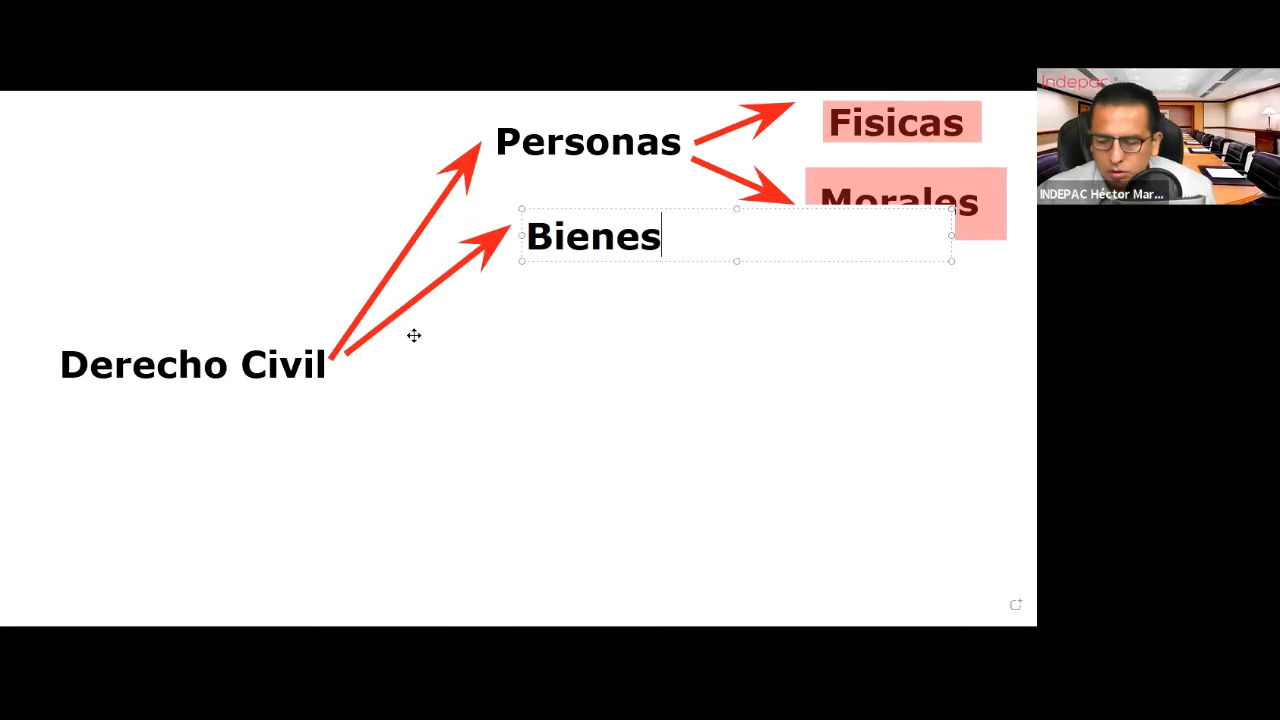 Fisicas
Personas
Morales
Bienes
Derecho Civil
Indepac
INDEPAC Héctor Mar...